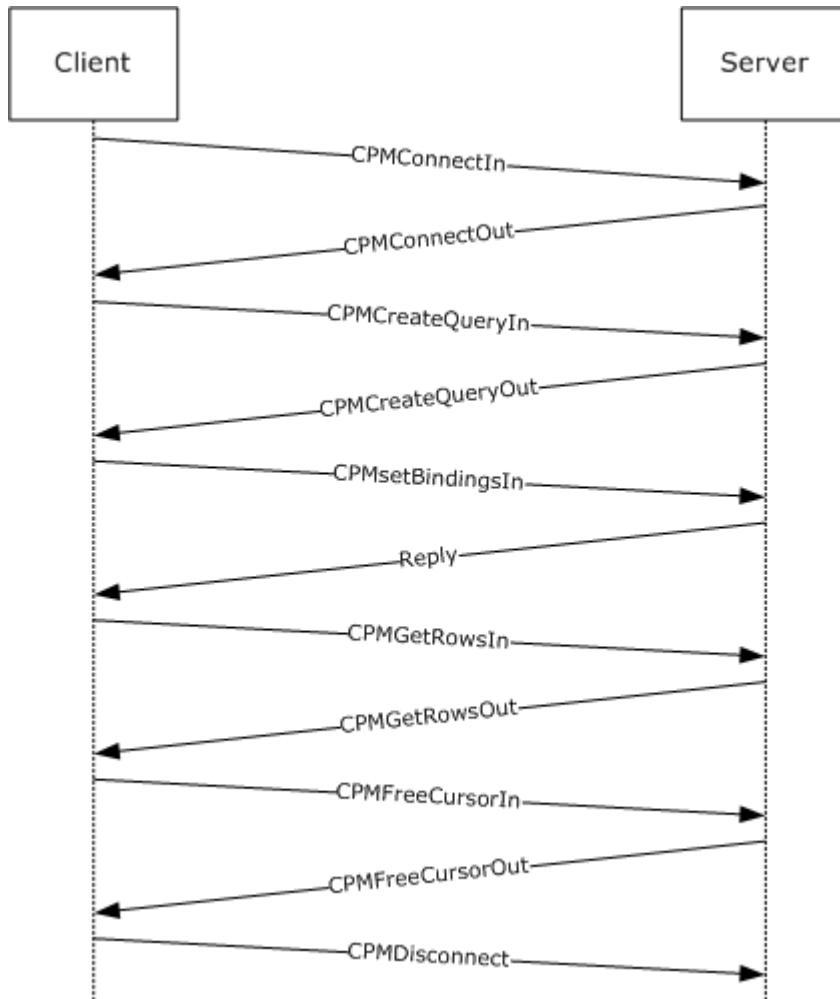 Client
Server
CPMConnectIn
CPMConnectOut
CPMCreateQueryIn
CPMCreateQueryOut
CPMsetBindingsIn
Reply
CPMGetRowsIn
CPMGetRowsOut
CPMFreeCursorIn
CPMFreeCursorOut
CPMDisconnect